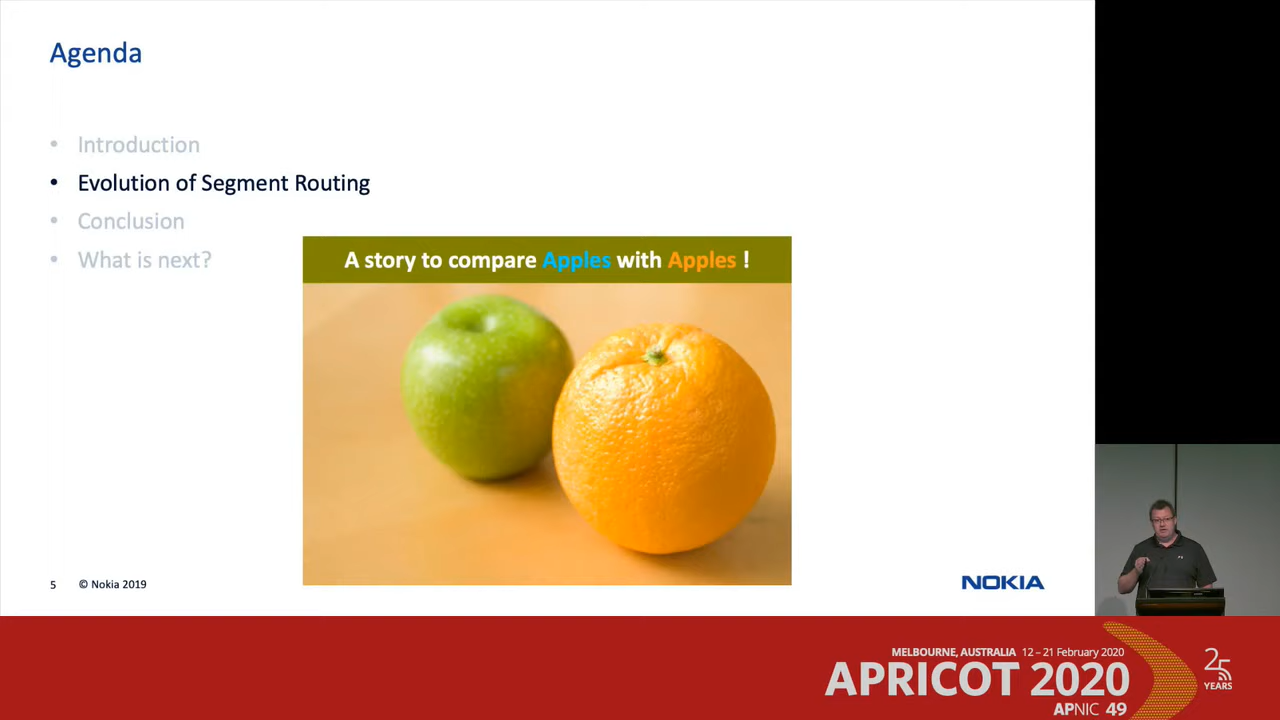 Agenda
• Introduction
• Evolution of Segment Routing
• Conclusion
• What is next?
A story to compare Apples with Apples !
5 © Nokia 2019
NOKIA
MELBOURNE, AUSTRALIA 12 – 21 February 2020
APRICOT 2020
APNIC 49
25
YEARS